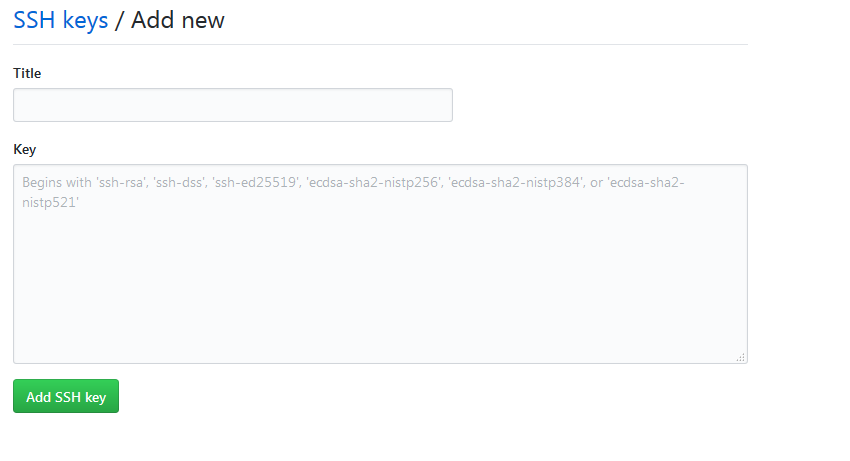 SSH keys / Add new
Title
Key
Begins with 'ssh-rsa', 'ssh-dss', 'ssh-ed25519', 'ecdsa-sha2-nistp256', 'ecdsa-sha2-nistp384', or 'ecdsa-sha2-
nistp521'
Add SSH key